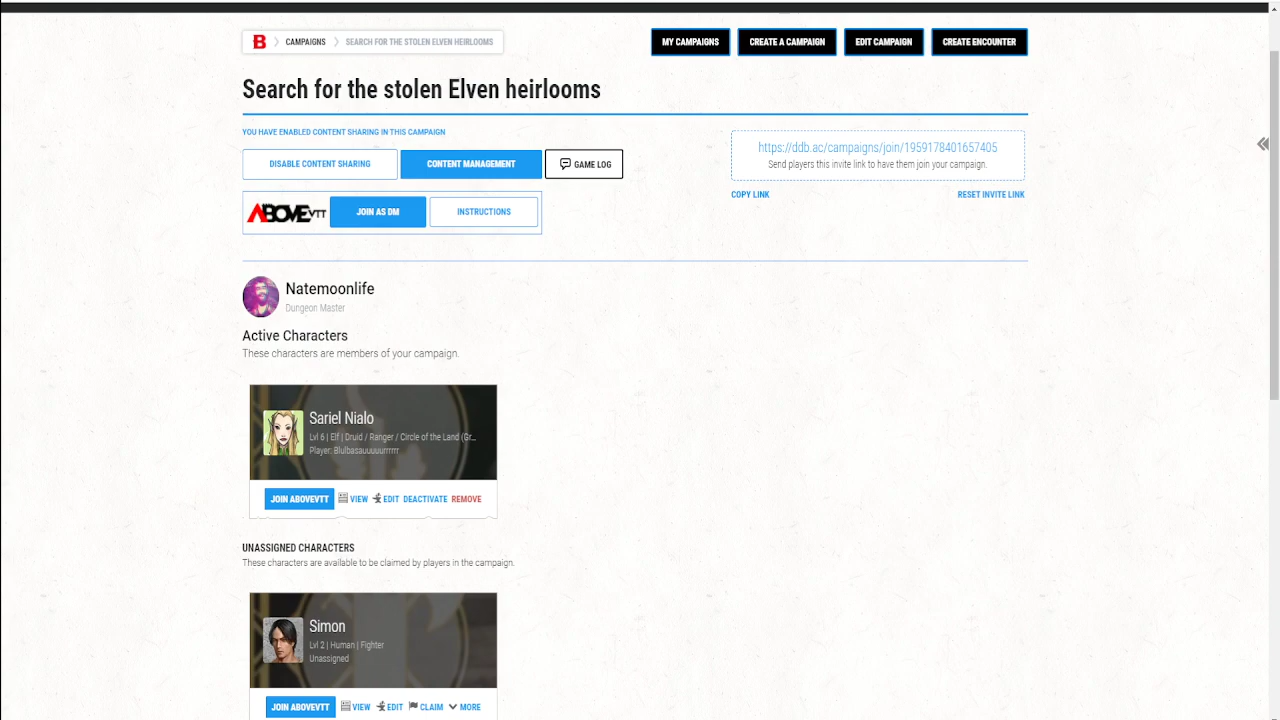 B CAMPAIGNS SEARCH FOR THE STOLEN ELVEN HEIRLOOMS
MY CAMPAIGNS CREATE A CAMPAIGN EDIT CAMPAIGN CREATE ENCOUNTER
Search for the stolen Elven heirlooms
YOU HAVE ENABLED CONTENT SHARING IN THIS CAMPAIGN
DISABLE CONTENT SHARING CONTENT MANAGEMENT GAME LOG
https://ddb.ac/campaigns/join/1959178401657405
Send players this invite link to have them join your campaign.
COPY LINK RESET INVITE LINK
ABOVEVTT JOIN AS DM INSTRUCTIONS
Natemoonlife
Dungeon Master
Active Characters
These characters are members of your campaign.
Sariel Nialo
Lvl 6 | Elf | Druid / Ranger / Circle of the Land (Gr...
Player: Blulbasauuuuurrrrrr
JOIN ABOVEVTT VIEW EDIT DEACTIVATE REMOVE
UNASSIGNED CHARACTERS
These characters are available to be claimed by players in the campaign.
Simon
Lvl 2 | Human | Fighter
Unassigned
JOIN ABOVEVTT VIEW EDIT CLAIM MORE